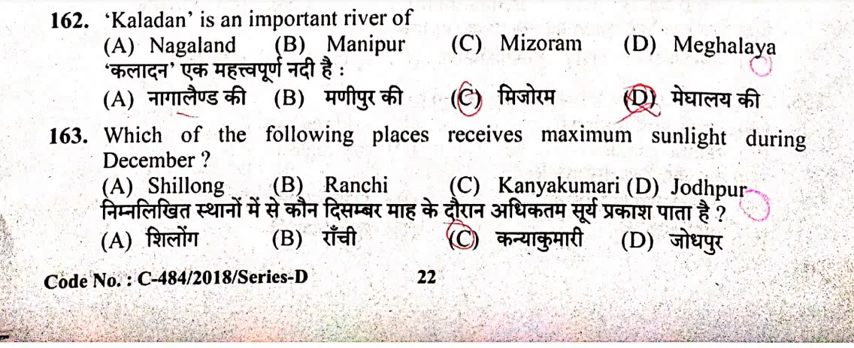 162. ‘Kaladan’ is an important river of
(A) Nagaland (B) Manipur (C) Mizoram (D) Meghalaya
‘कलादन’ एक महत्त्वपूर्ण नदी है :
(A) नागालैण्ड की (B) मणीपुर की (C) मिजोरम (D) मेघालय की
163. Which of the following places receives maximum sunlight during
December ?
(A) Shillong (B) Ranchi (C) Kanyakumari (D) Jodhpur
निम्नलिखित स्थानों में से कौन दिसम्बर माह के दौरान अधिकतम सूर्य प्रकाश पाता है ?
(A) शिलोंग (B) राँची (C) कन्याकुमारी (D) जोधपुर
Code No. : C-484/2018/Series-D 22